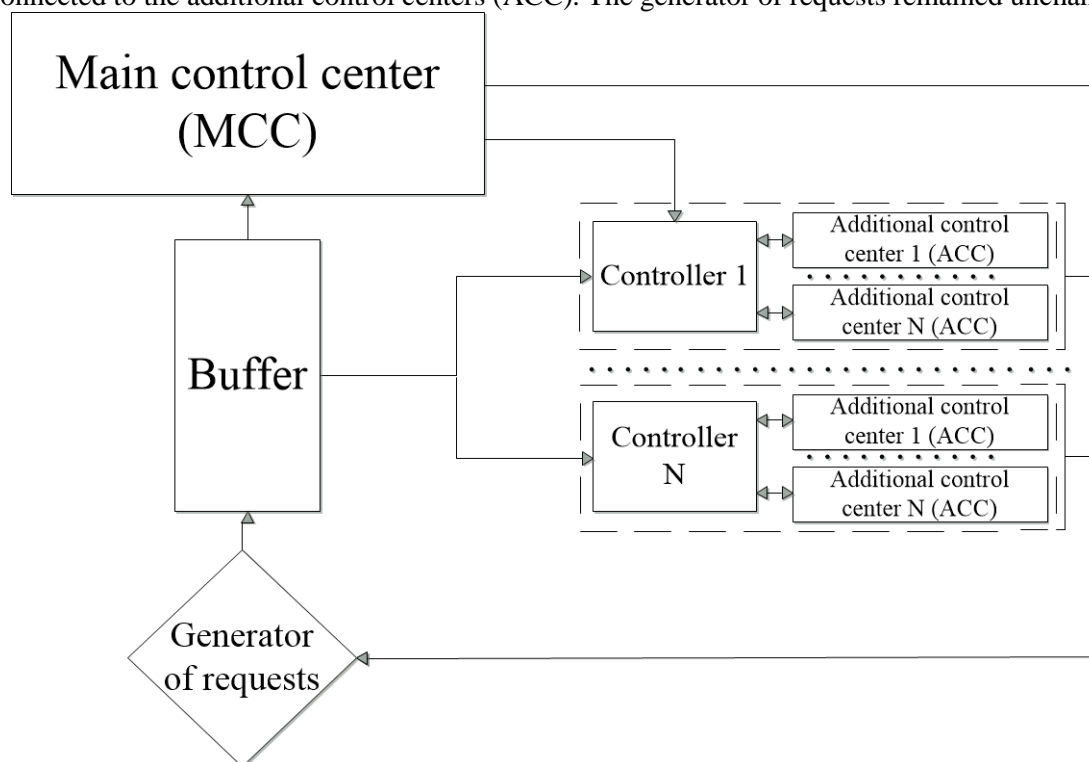 connected to the additional control centers (ACC). The generator of requests remained
Main control center
(MCC)
Additional control
center 1 (ACC)
Controller 1
Additional control
center N (ACC)
Buffer
Additional control
center 1 (ACC)
Controller
N
Additional control
center N (ACC)
Generator
of requests